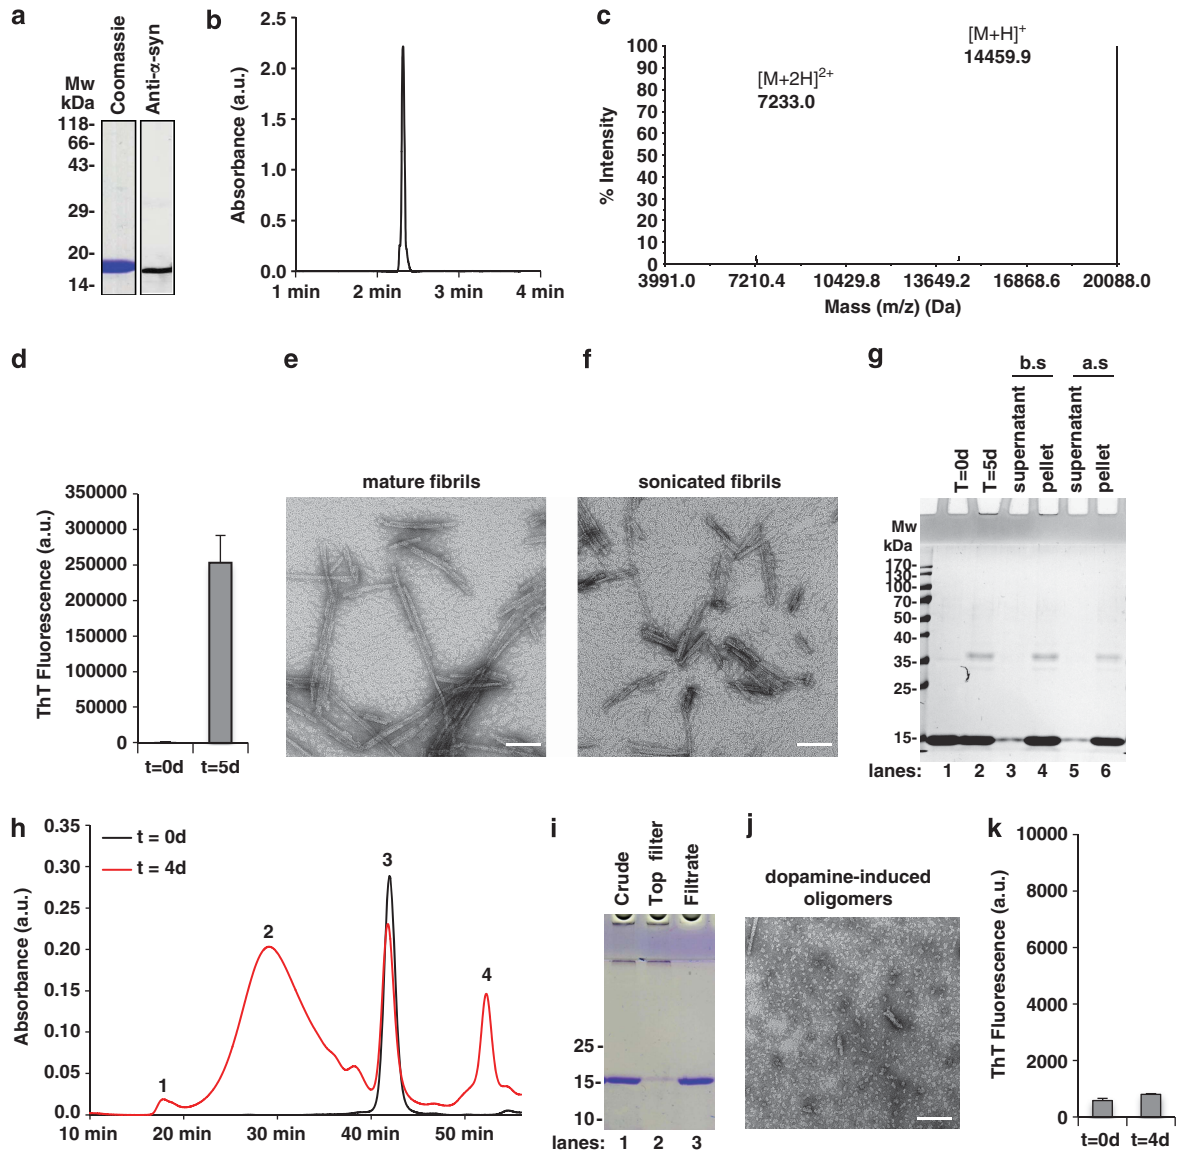 a
Mw
kDa
Coomassie
Anti-α-syn
118-
66-
43-
29-
20-
14-
b
Absorbance (a.u.)
2.5
2.0
1.5
1.0
0.5
0.0
1 min 2 min 3 min 4 min
c
[M+H]+
14459.9
[M+2H]2+
7233.0
% Intensity
100
90
80
70
60
50
40
30
20
10
0
3991.0 7210.4 10429.8 13649.2 16868.6 20088.0
Mass (m/z) (Da)
d
ThT Fluorescence (a.u.)
350000
300000
250000
200000
150000
100000
50000
0
t=0d t=5d
e
mature fibrils
f
sonicated fibrils
g
b.s a.s
T=0d
T=5d
supernatant
pellet
supernatant
pellet
Mw
kDa
170-
130-
100-
70-
50-
40-
35-
25-
15-
lanes: 1 2 3 4 5 6
h
Absorbance (a.u.)
0.35
0.30
0.25
0.20
0.15
0.10
0.05
0.0
t = 0d
t = 4d
1
2
3
4
10 min 20 min 30 min 40 min 50 min
i
Crude
Top filter
Filtrate
25-
15-
10-
lanes: 1 2 3
j
dopamine-induced
oligomers
k
ThT Fluorescence (a.u.)
10000
8000
6000
4000
2000
0
t=0d t=4d